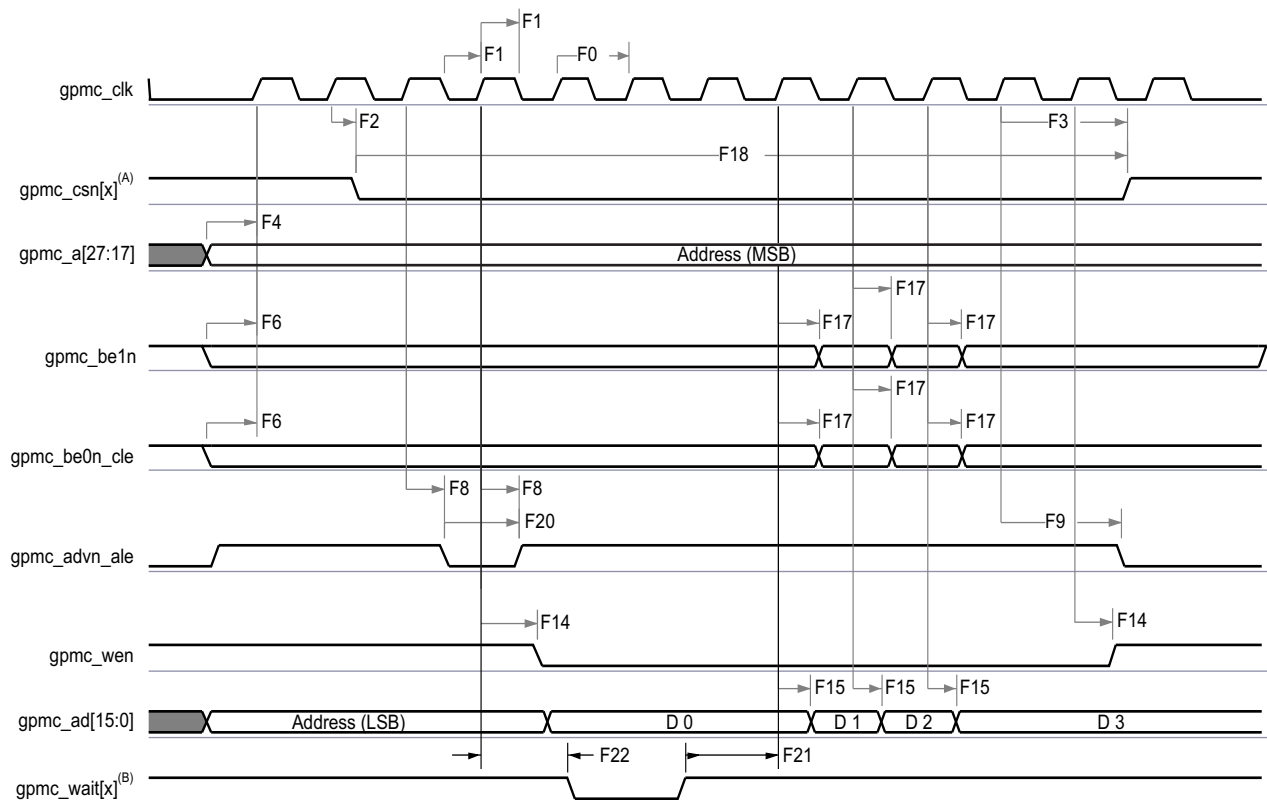 F1
F1
F0
gpmc_clk
F2
F3
F18
gpmc_csn[x](A)
F4
gpmc_a[27:17]
Address (MSB)
F17
F6
F17
F17
gpmc_be1n
F17
F6
F17
F17
gpmc_be0n_cle
F8
F8
F20
F9
gpmc_advn_ale
F14
F14
gpmc_wen
F15
F15
F15
gpmc_ad[15:0]
Address (LSB)
D 0
D 1
D 2
D 3
F22
F21
gpmc_wait[x](B)